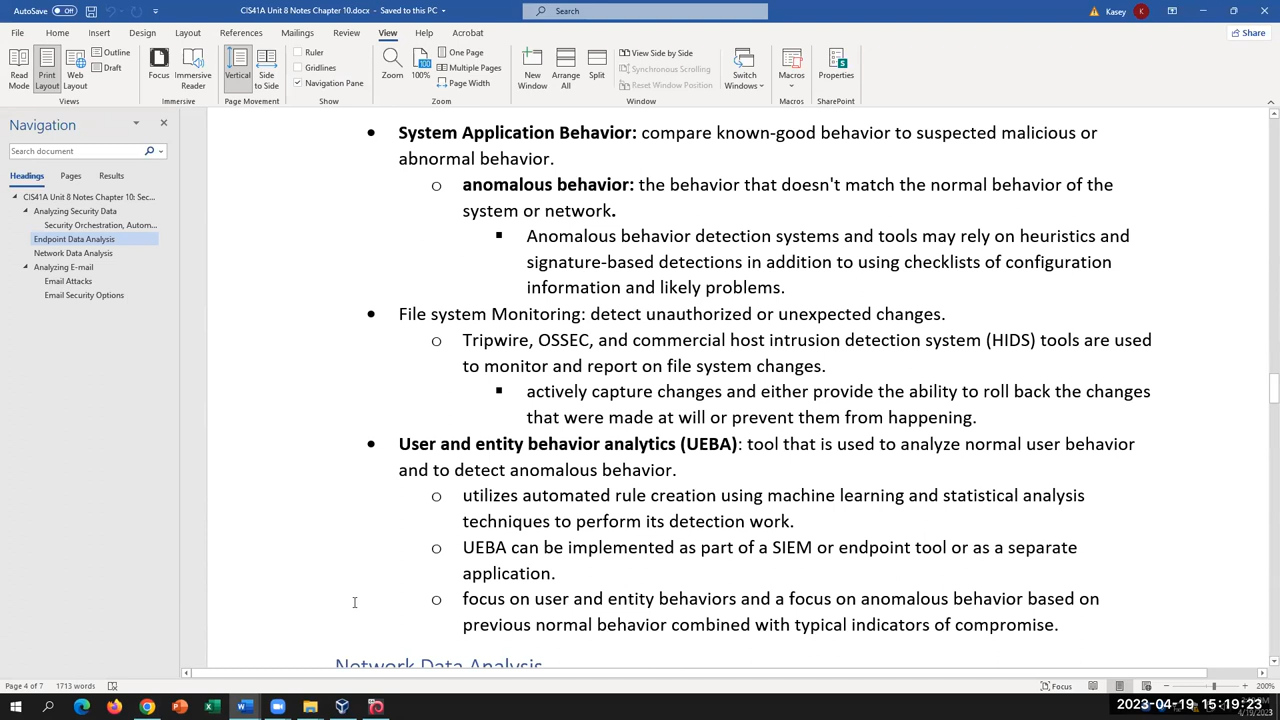 AutoSave Off CIS41A Unit 8 Notes Chapter 10.docx - Saved to this PC Search Kasey K
File Home Insert Draw Design Layout References Mailings Review View Help Acrobat Share
Read Mode Print Layout Web Layout Outline Draft Focus Immersive Reader Vertical Side to Side Ruler Gridlines Navigation Pane Zoom 100 100% One Page Multiple Pages Page Width New Window Arrange All Split View Side by Side Synchronous Scrolling Reset Window Position Switch Windows Macros Properties
Views Immersive Page Movement Show Zoom Window Macros SharePoint
Navigation
Search document
Headings Pages Results
CIS41A Unit 8 Notes Chapter 10: Sec...
Analyzing Security Data
Security Orchestration, Autom...
Endpoint Data Analysis
Network Data Analysis
Analyzing E-mail
Email Attacks
Email Security Options
• System Application Behavior: compare known-good behavior to suspected malicious or
abnormal behavior.
o anomalous behavior: the behavior that doesn't match the normal behavior of the
system or network.
▪ Anomalous behavior detection systems and tools may rely on heuristics and
signature-based detections in addition to using checklists of configuration
information and likely problems.
• File system Monitoring: detect unauthorized or unexpected changes.
o Tripwire, OSSEC, and commercial host intrusion detection system (HIDS) tools are used
to monitor and report on file system changes.
▪ actively capture changes and either provide the ability to roll back the changes
that were made at will or prevent them from happening.
• User and entity behavior analytics (UEBA): tool that is used to analyze normal user behavior
and to detect anomalous behavior.
o utilizes automated rule creation using machine learning and statistical analysis
techniques to perform its detection work.
o UEBA can be implemented as part of a SIEM or endpoint tool or as a separate
application.
o focus on user and entity behaviors and a focus on anomalous behavior based on
previous normal behavior combined with typical indicators of compromise.
Network Data Analysis
Page 4 of 7 1713 words Focus 200%
2023-04-19 15:19:23
4/19/2023